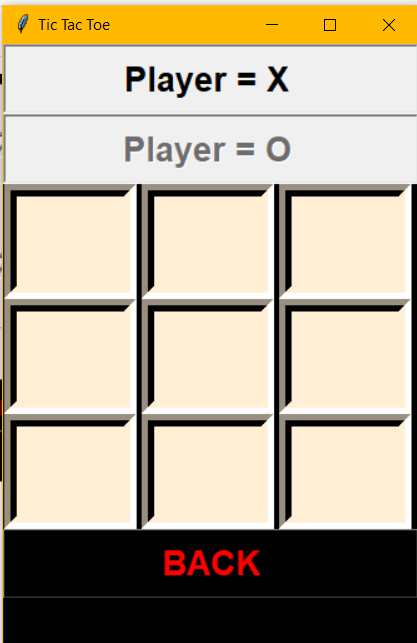 Tic Tac Toe
Player = X
Player = O
BACK